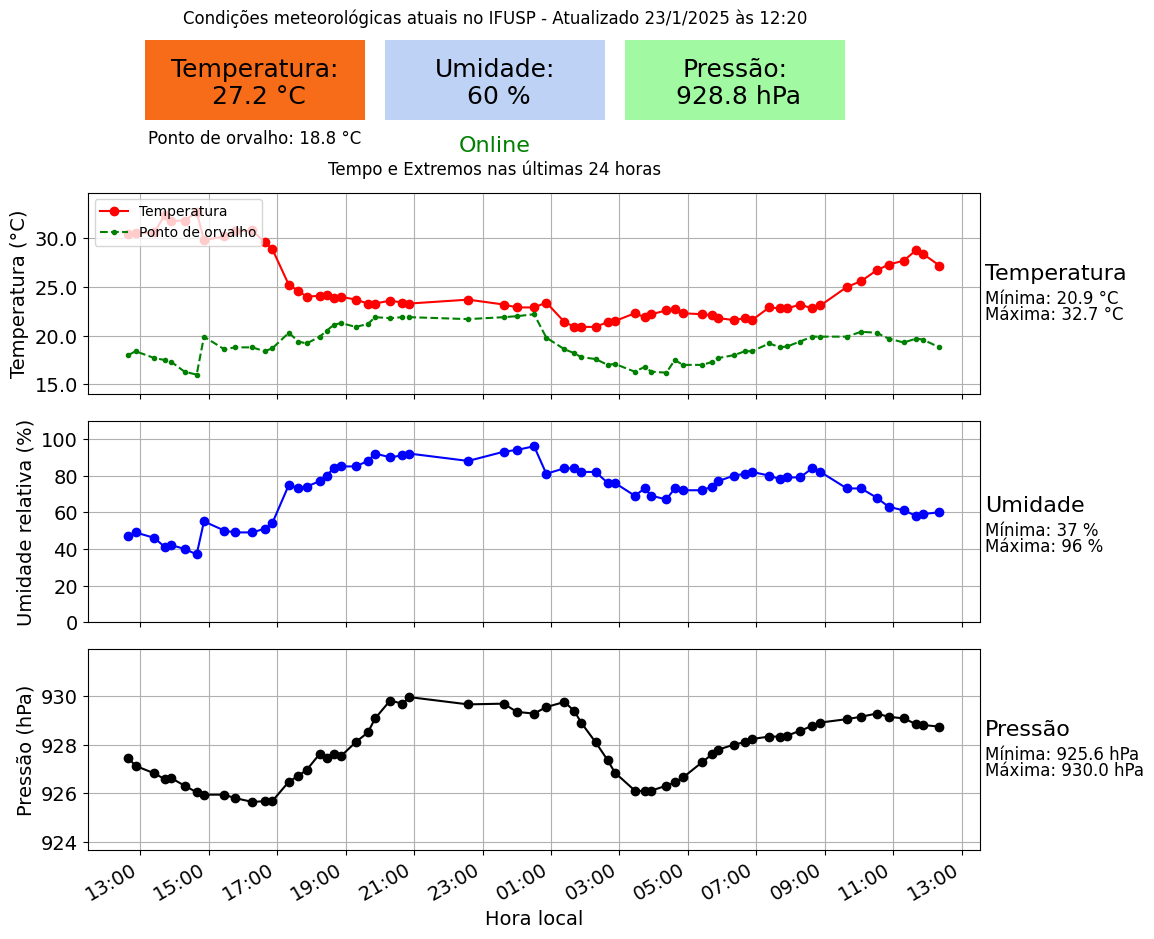 Condições meteorológicas atuais no IFUSP - Atualizado 23/1/2025 às 12:20
Temperatura:
27.2 °C
Umidade:
60 %
Pressão:
928.8 hPa
Ponto de orvalho: 18.8 °C
Online
Tempo e Extremos nas últimas 24 horas
Temperatura (°C)
30.0
25.0
20.0
15.0
Temperatura
Ponto de orvalho
Temperatura
Mínima: 20.9 °C
Máxima: 32.7 °C
Umidade relativa (%)
100
80
60
40
20
0
Umidade
Mínima: 37 %
Máxima: 96 %
Pressão (hPa)
930
928
926
924
Pressão
Mínima: 925.6 hPa
Máxima: 930.0 hPa
13:00
15:00
17:00
19:00
21:00
23:00
01:00
03:00
05:00
07:00
09:00
11:00
13:00
Hora local